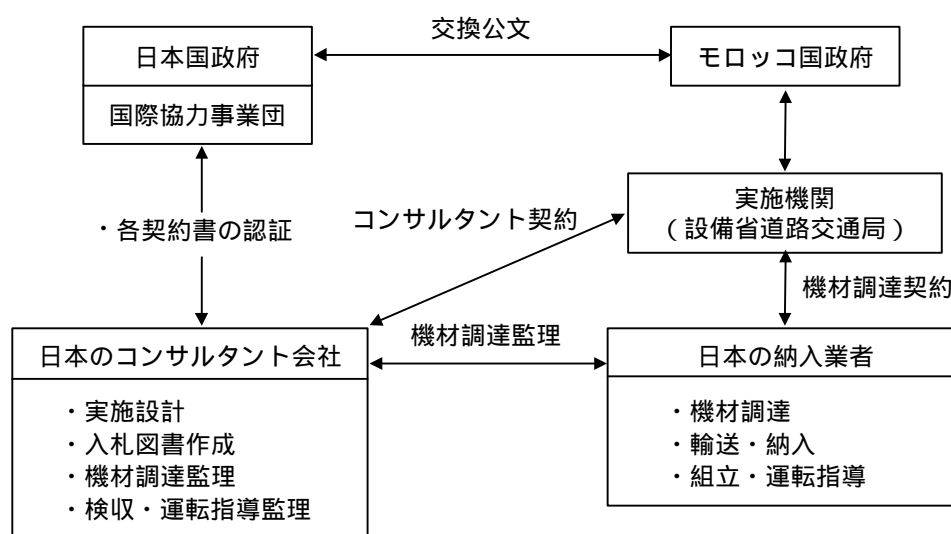 交換公文
日本国政府
国際協力事業団
モロッコ国政府
実施機関
（設備省道路交通局）
・各契約書の認証
コンサルタント契約
機材調達契約
機材調達監理
日本のコンサルタント会社
・実施設計
・入札図書作成
・機材調達監理
・検収・運転指導監理
日本の納入業者
・機材調達
・輸送・納入
・組立・運転指導